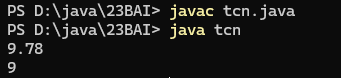 PS D:\java\23BAI> javac tcn.java
PS D:\java\23BAI> java tcn
9.78
9